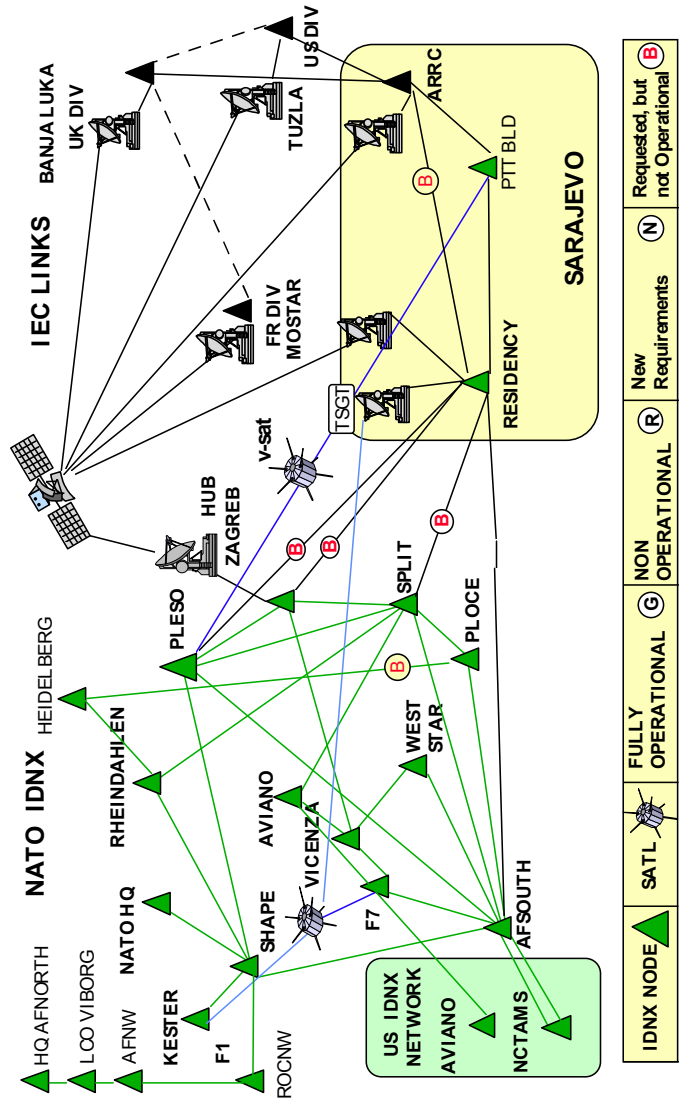 NATO IDNX
IEC LINKS
HQ AFNORTH
LCO VIBORG
AFNW
ROCNW
KESTER
F1
NATO HQ
SHAPE
RHEINDAHLEN
HEIDELBERG
PLESO
HUB
ZAGREB
v-sat
AVIANO
VICENZA
F7
WEST
STAR
SPLIT
PLOCE
AFSOUTH
US IDNX
NETWORK
AVIANO
NCTAMS
BANJA LUKA
UK DIV
US DIV
TUZLA
FR DIV
MOSTAR
TSGT
ARRC
PTT BLD
RESIDENCY
SARAJEVO
B
B
B
B
B
IDNX NODE
SATL
FULLY
OPERATIONAL G
NON
OPERATIONAL R
New
Requirements N
Requested, but
not Operational B